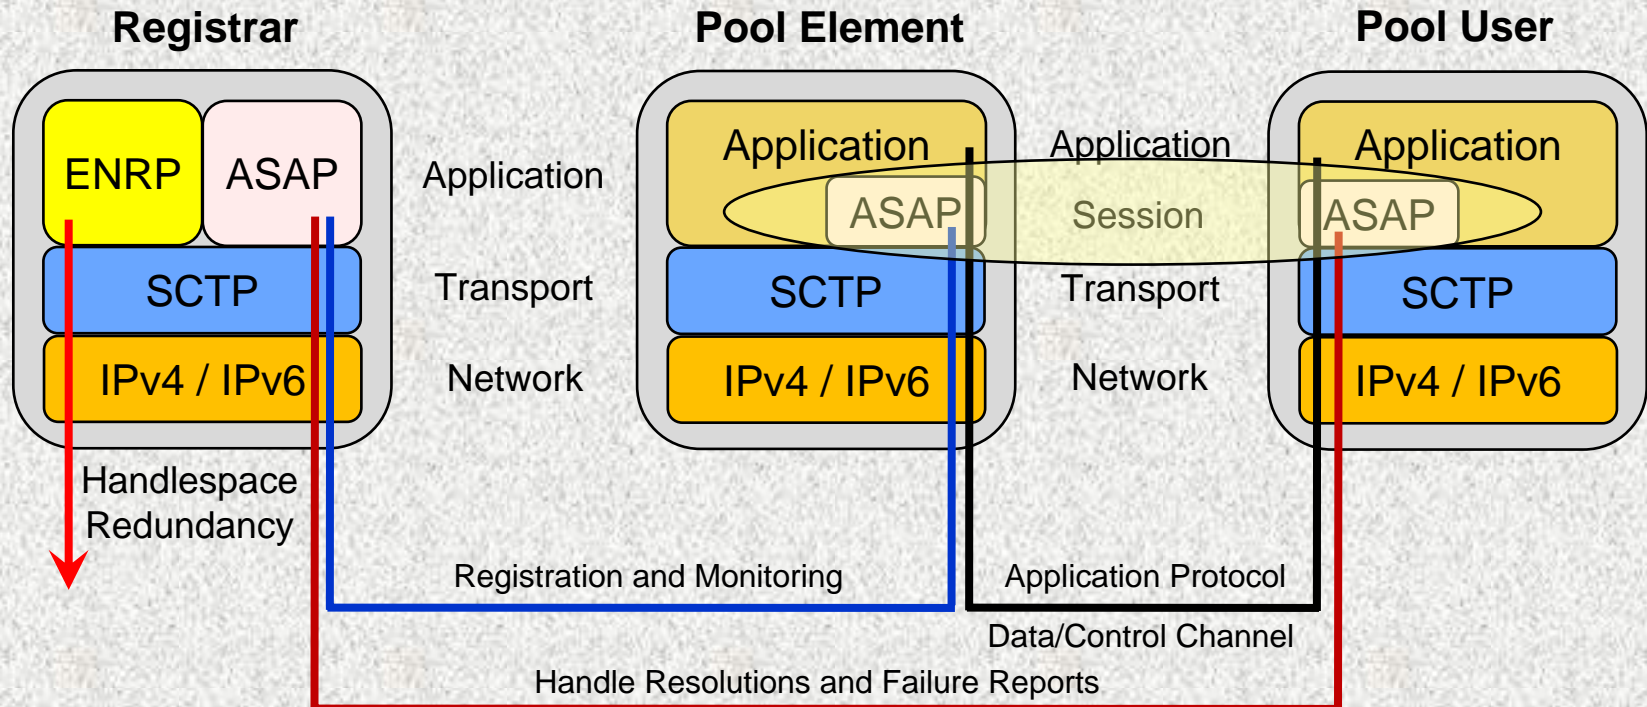 Registrar
Pool Element
Pool User
ENRP
ASAP
SCTP
IPv4 / IPv6
Application
Transport
Network
Application
ASAP
SCTP
IPv4 / IPv6
Application
Session
Transport
Network
Application
ASAP
SCTP
IPv4 / IPv6
Handlespace
Redundancy
Registration and Monitoring
Application Protocol
Data/Control Channel
Handle Resolutions and Failure Reports